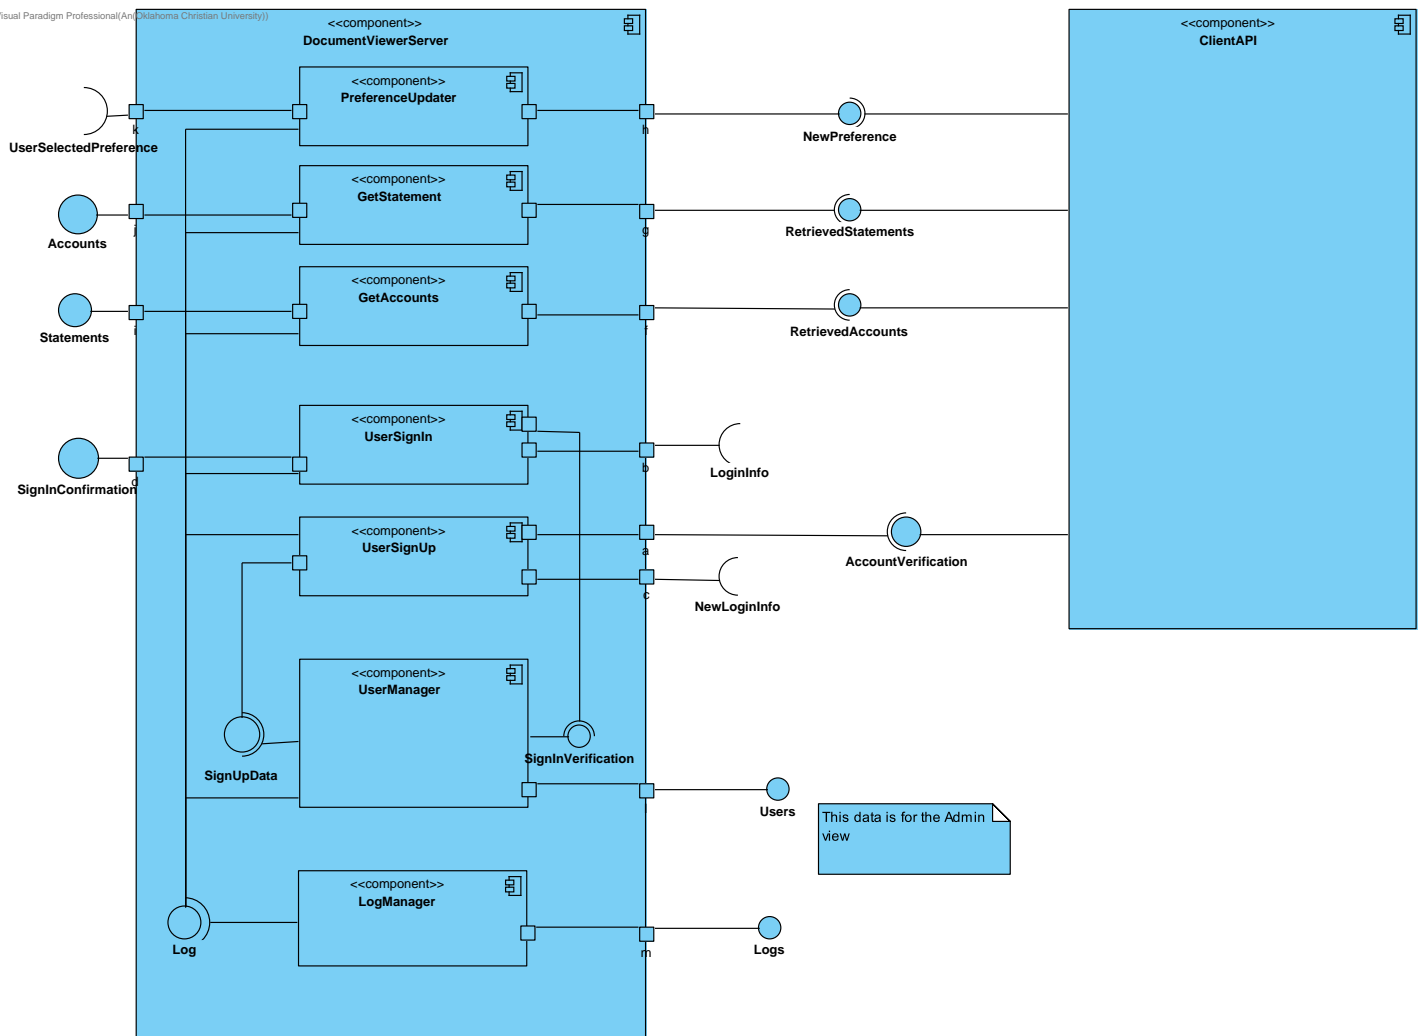 Visual Paradigm Professional(An(Oklahoma Christian University))
<<component>>
DocumentViewerServer
<<component>>
ClientAPI
<<component>>
PreferenceUpdater
k
h
UserSelectedPreference
NewPreference
<<component>>
GetStatement
j
g
Accounts
RetrievedStatements
<<component>>
GetAccounts
i
f
Statements
RetrievedAccounts
<<component>>
UserSignIn
b
LoginInfo
d
SignInConfirmation
<<component>>
UserSignUp
a
AccountVerification
c
NewLoginInfo
<<component>>
UserManager
SignUpData
SignInVerification
l
Users
This data is for the Admin
view
<<component>>
LogManager
Log
m
Logs